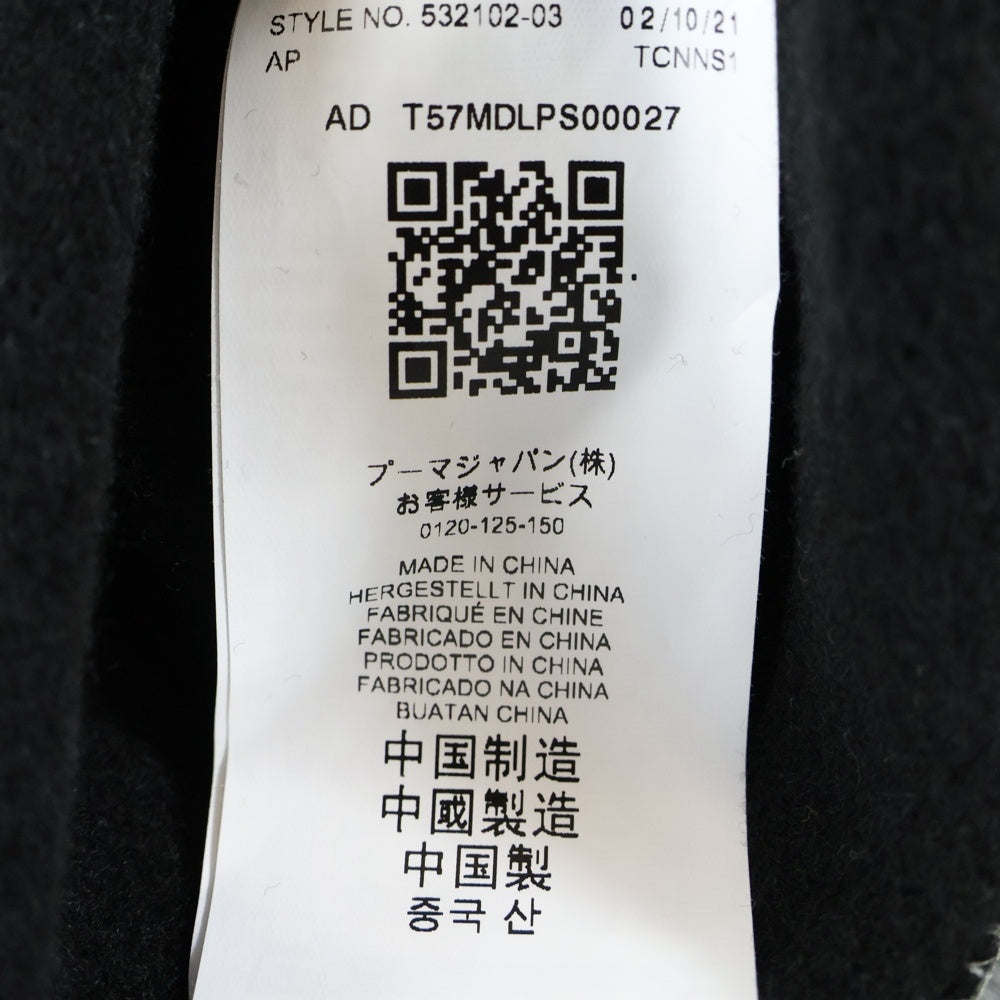 STYLE NO. 532102-03 02/10/21
AP TCNNS1
AD T57MDLPS00027
プーマジャパン(株)
お客様サービス
0120-125-150
MADE IN CHINA
HERGESTELLT IN CHINA
FABRIQUÉ EN CHINE
FABRICADO EN CHINA
PRODOTTO IN CHINA
FABRICADO NA CHINA
BUATAN CHINA
中国制造
中國製造
中国製
중국 산